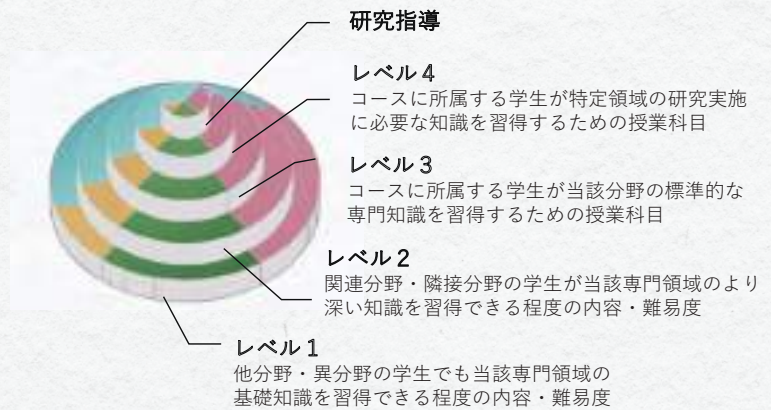 研究指導
レベル４
コースに所属する学生が特定領域の研究実施
に必要な知識を習得するための授業科目
レベル３
コースに所属する学生が当該分野の標準的な
専門知識を習得するための授業科目
レベル２
関連分野・隣接分野の学生が当該専門領域のより
深い知識を習得できる程度の内容・難易度
レベル１
他分野・異分野の学生でも当該専門領域の
基礎知識を習得できる程度の内容・難易度